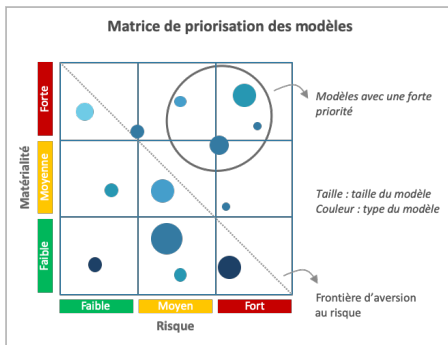 Matrice de priorisation des modèles
Matérialité
Forte
Moyenne
Faible
Faible
Moyen
Fort
Risque
Modèles avec une forte
priorité
Taille : taille du modèle
Couleur : type du modèle
Frontière d'aversion
au risque